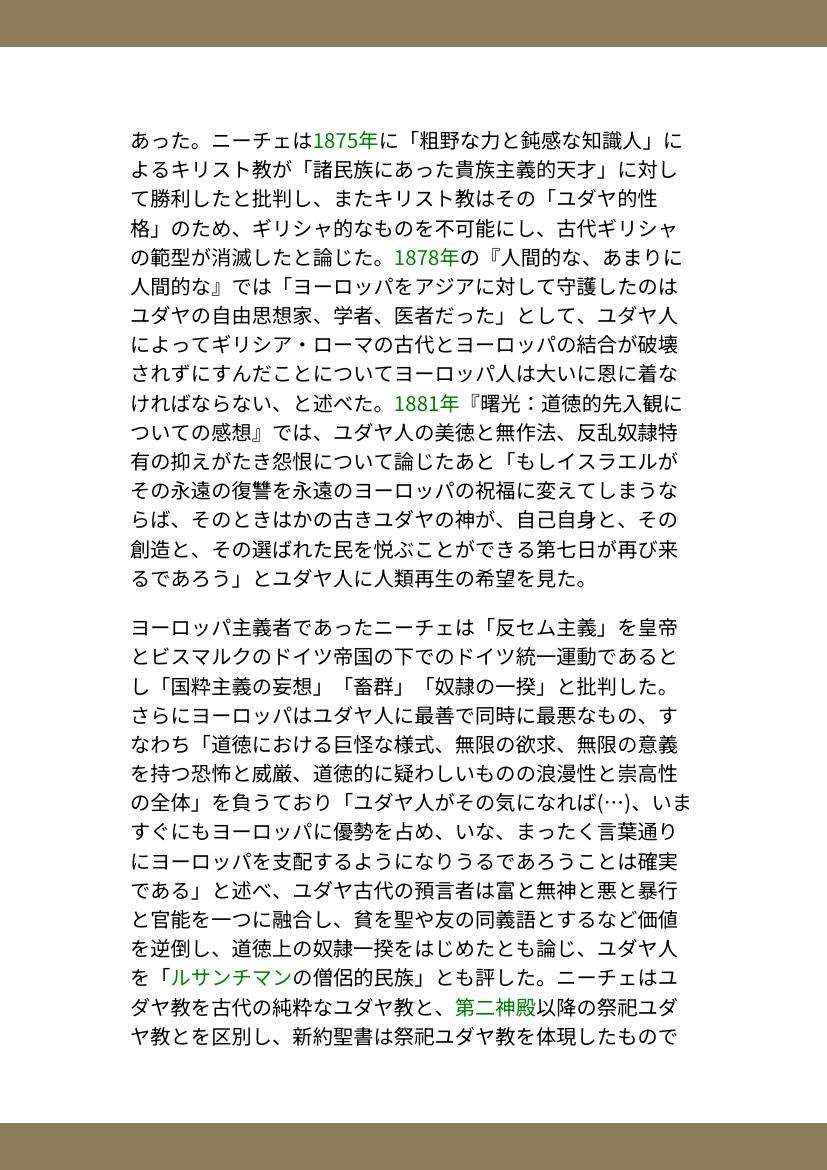 あった。ニーチェは1875年に「粗野な力と鈍感な知識人」に
よるキリスト教が「諸民族にあった貴族主義的天才」に対し
て勝利したと批判し、またキリスト教はその「ユダヤ的性
格」のため、ギリシャ的なものを不可能にし、古代ギリシャ
の範型が消滅したと論じた。1878年の『人間的な、あまりに
人間的な』では「ヨーロッパをアジアに対して守護したのは
ユダヤの自由思想家、学者、医者だった」として、ユダヤ人
によってギリシア・ローマの古代とヨーロッパの結合が破壊
されずにすんだことについてヨーロッパ人は大いに恩に着な
ければならない、と述べた。1881年『曙光：道徳的先入観に
ついての感想』では、ユダヤ人の美徳と無作法、反乱奴隷特
有の抑えがたき怨恨について論じたあと「もしイスラエルが
その永遠の復讐を永遠のヨーロッパの祝福に変えてしまうな
らば、そのときはかの古きユダヤの神が、自己自身と、その
創造と、その選ばれた民を悦ぶことができる第七日が再び来
るであろう」とユダヤ人に人類再生の希望を見た。
ヨーロッパ主義者であったニーチェは「反セム主義」を皇帝
とビスマルクのドイツ帝国の下でのドイツ統一運動であると
し「国粋主義の妄想」「畜群」「奴隷の一揆」と批判した。
さらにヨーロッパはユダヤ人に最善で同時に最悪なもの、す
なわち「道徳における巨怪な様式、無限の欲求、無限の意義
を持つ恐怖と威厳、道徳的に疑わしいものの浪漫性と崇高性
の全体」を負うており「ユダヤ人がその気になれば(…)、いま
すぐにもヨーロッパに優勢を占め、いな、まったく言葉通り
にヨーロッパを支配するようになりうるであろうことは確実
である」と述べ、ユダヤ古代の預言者は富と無神と悪と暴行
と官能を一つに融合し、貧を聖や友の同義語とするなど価値
を逆倒し、道徳上の奴隷一揆をはじめたとも論じ、ユダヤ人
を「ルサンチマンの僧侶的民族」とも評した。ニーチェはユ
ダヤ教を古代の純粋なユダヤ教と、第二神殿以降の祭祀ユダ
ヤ教とを区別し、新約聖書は祭祀ユダヤ教を体現したもので